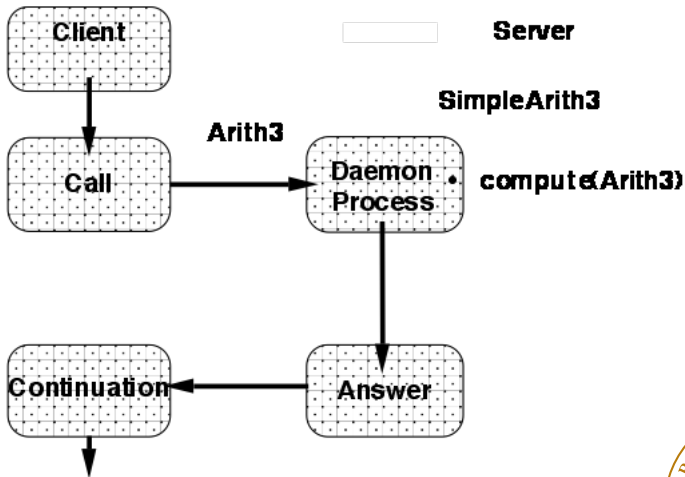 Client
Server
SimpleArith3
Arith3
Call
Daemon
Process
compute(Arith3)
Continuation
Answer